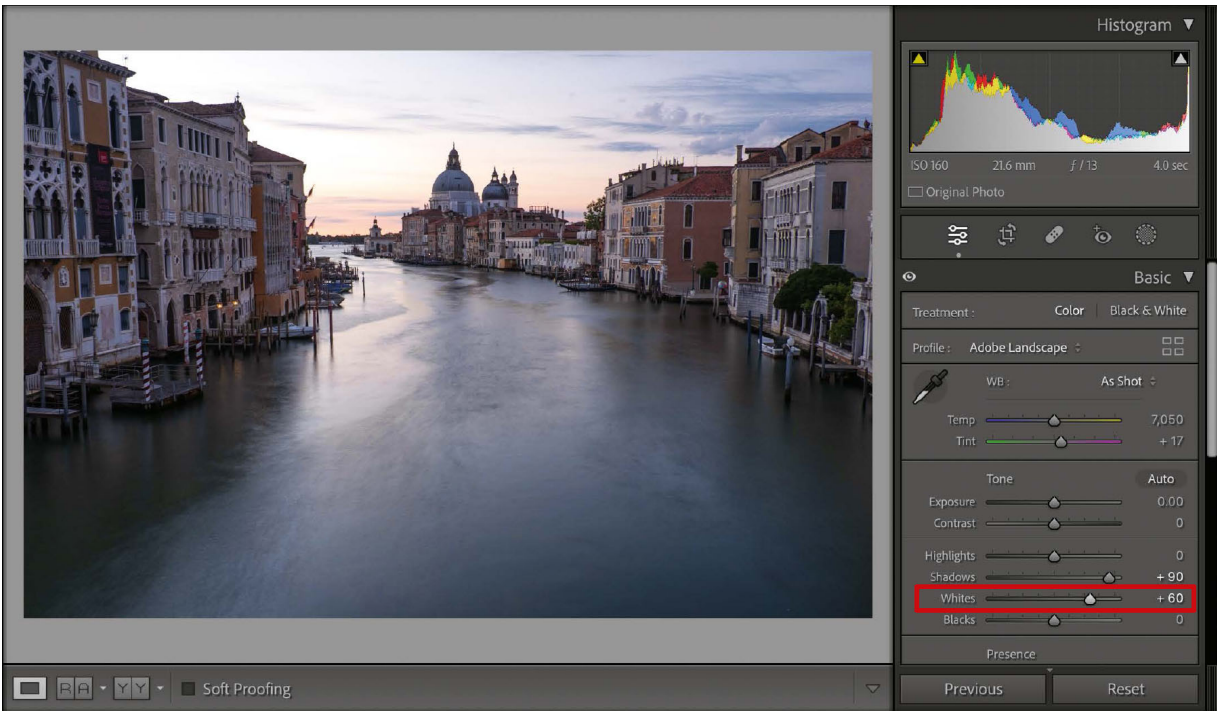 Histogram
ISO 160 21.6 mm ƒ / 13 4.0 sec
Original Photo
Basic
Treatment : Color Black & White
Profile : Adobe Landscape
WB : As Shot
Temp 7,050
Tint + 17
Tone Auto
Exposure 0.00
Contrast 0
Highlights 0
Shadows + 90
Whites + 60
Blacks 0
Presence
R A Y Y Soft Proofing
Previous Reset